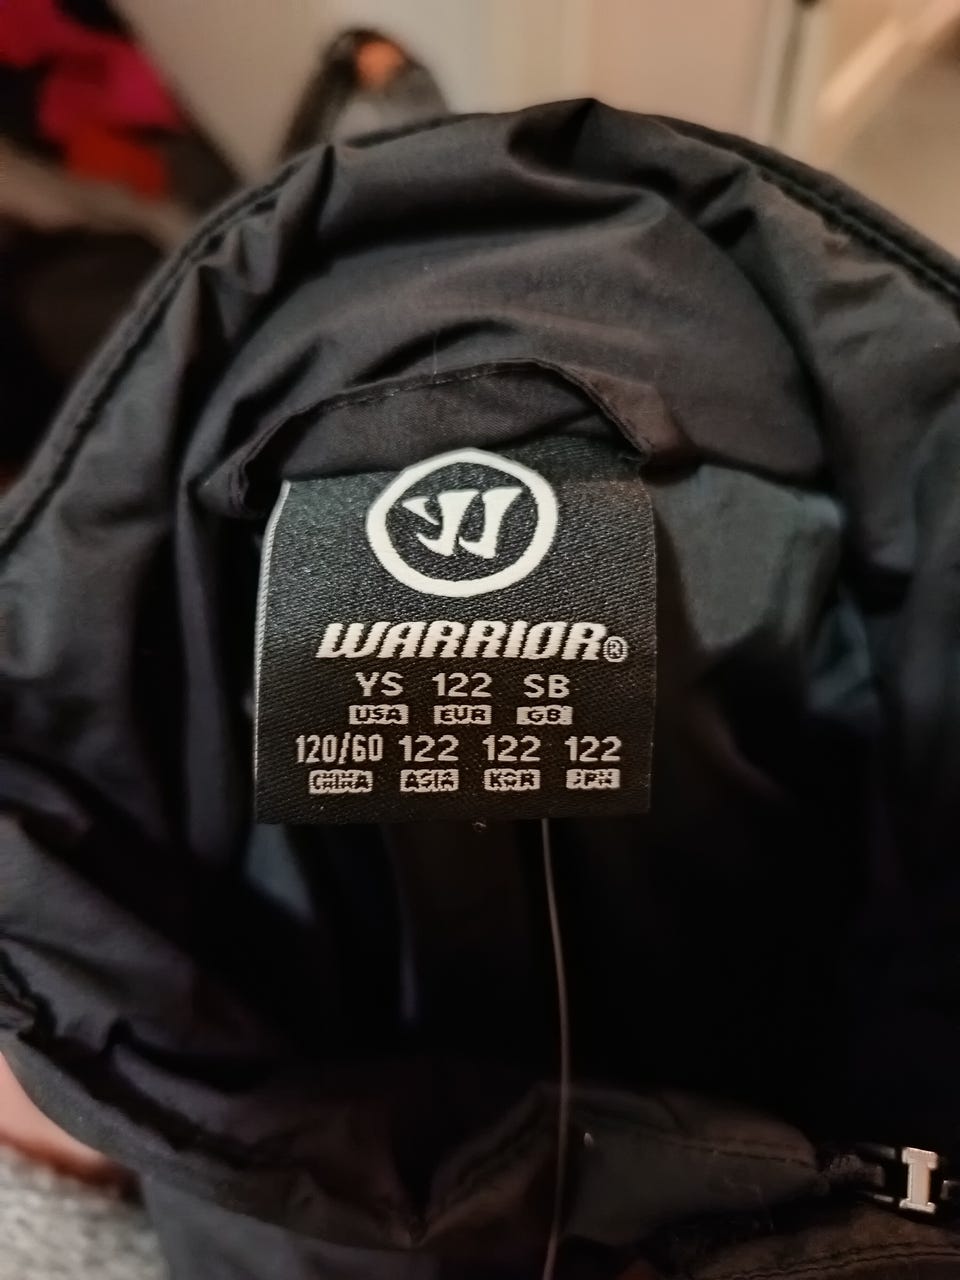 WARRIOR®
YS 122 SB
USA EUR GB
120/60 122 122 122
CHINA ASIA KOR JPN